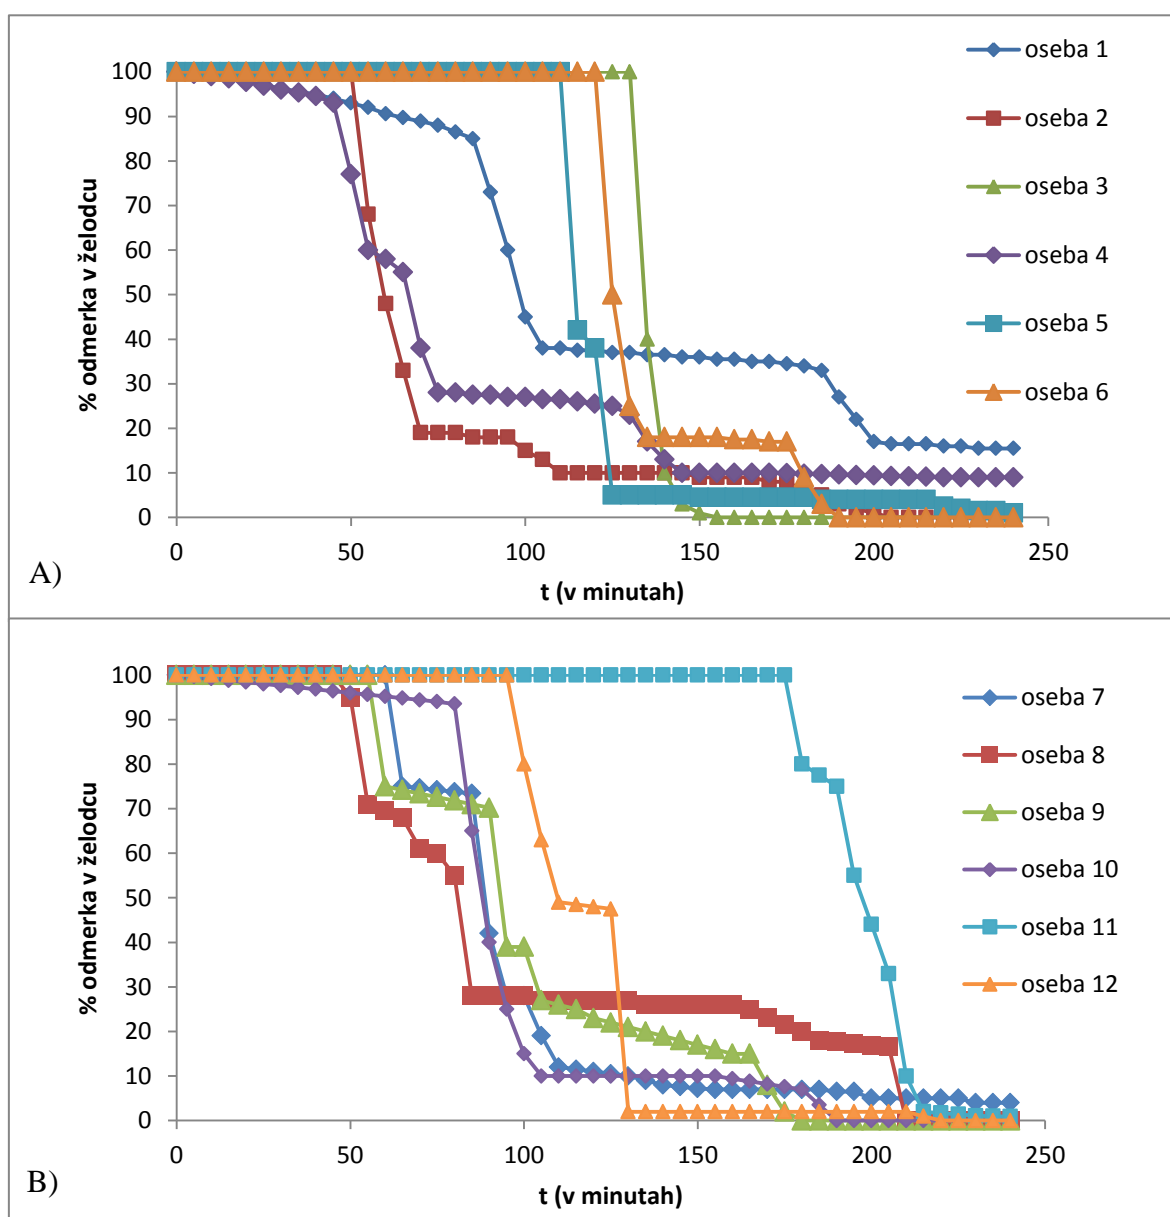 % odmerka v želodcu
100
90
80
70
60
50
40
30
20
10
0
0 50 100 150 200 250
t (v minutah)
oseba 1
oseba 2
oseba 3
oseba 4
oseba 5
oseba 6
A)
% odmerka v želodcu
100
90
80
70
60
50
40
30
20
10
0
0 50 100 150 200 250
t (v minutah)
oseba 7
oseba 8
oseba 9
oseba 10
oseba 11
oseba 12
B)